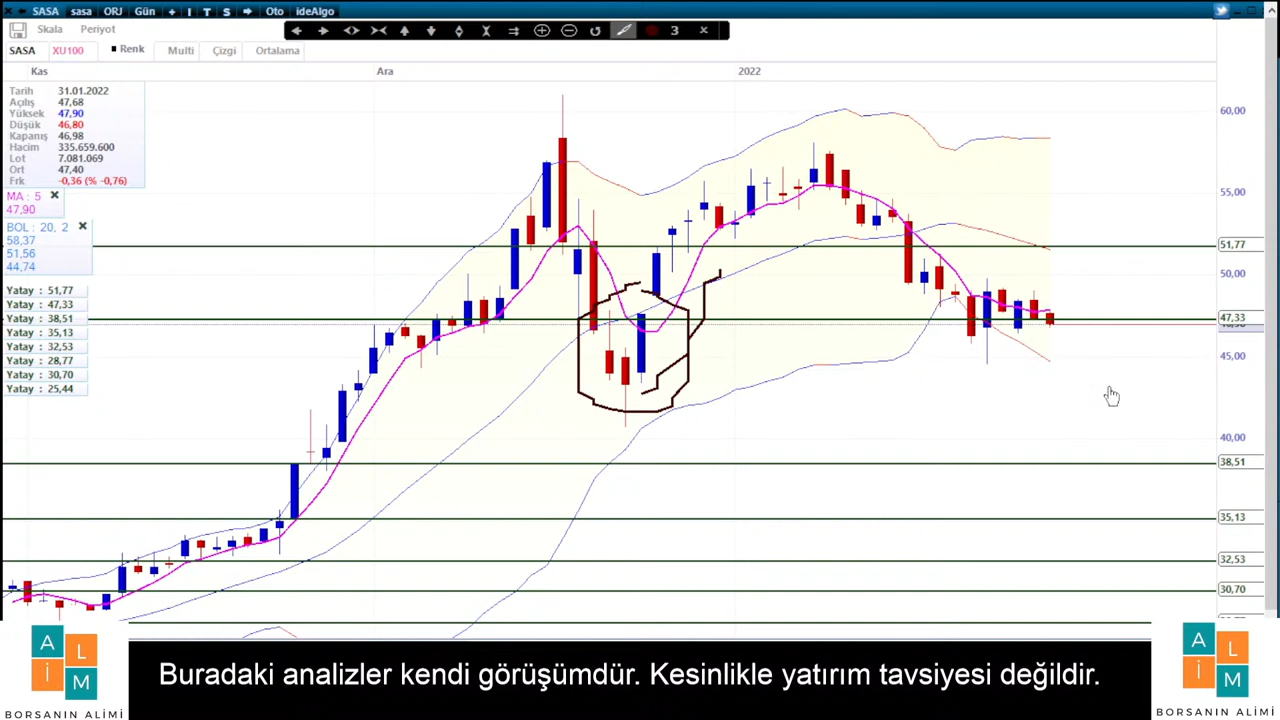 SASA sasa ORJ Gün + I T S Oto ideAlgo
Skala Periyot
3 x
SASA XU100 Renk Multi Çizgi Ortalama
Kas Ara 2022
Tarih 31.01.2022
Açılış 47,68
Yüksek 47,90
Düşük 46,80
Kapanış 46,98
Hacim 335.659.600
Lot 7.081.069
Ort 47,40
Frk -0,36 (% -0,76)
MA : 5
47,90
BOL : 20, 2
58,37
51,56
44,74
Yatay : 51,77
Yatay : 47,33
Yatay : 38,51
Yatay : 35,13
Yatay : 32,53
Yatay : 28,77
Yatay : 30,70
Yatay : 25,44
60,00
55,00
51,77
50,00
47,33
45,00
40,00
38,51
35,13
32,53
30,70
Buradaki analizler kendi görüşümdür. Kesinlikle yatırım tavsiyesi değildir.
A L
İ M
BORSANIN ALİMİ
A L
İ M
BORSANIN ALİMİ